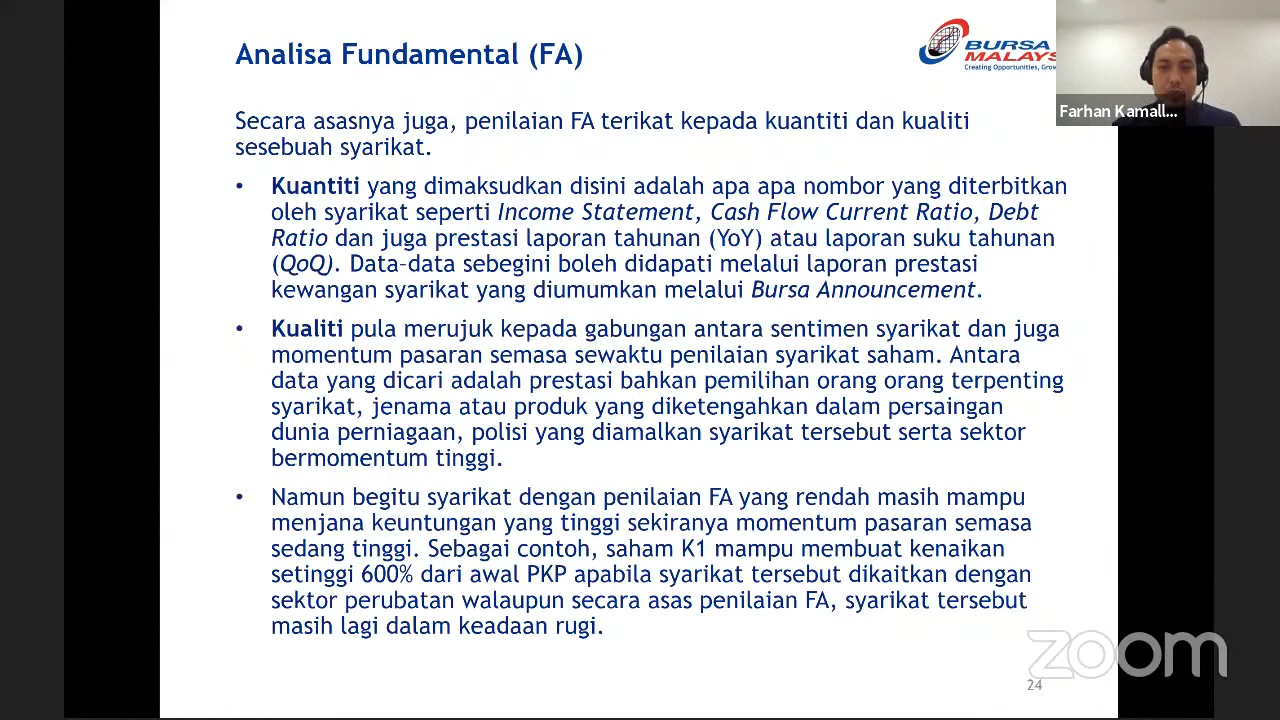 Analisa Fundamental (FA)
BURSA
MALAYS
Creating Opportunities, Grow
Farhan Kamall...
Secara asasnya juga, penilaian FA terikat kepada kuantiti dan kualiti
sesebuah syarikat.
• Kuantiti yang dimaksudkan disini adalah apa apa nombor yang diterbitkan
oleh syarikat seperti Income Statement, Cash Flow Current Ratio, Debt
Ratio dan juga prestasi laporan tahunan (YoY) atau laporan suku tahunan
(QoQ). Data-data sebegini boleh didapati melalui laporan prestasi
kewangan syarikat yang diumumkan melalui Bursa Announcement.
• Kualiti pula merujuk kepada gabungan antara sentimen syarikat dan juga
momentum pasaran semasa sewaktu penilaian syarikat saham. Antara
data yang dicari adalah prestasi bahkan pemilihan orang orang terpenting
syarikat, jenama atau produk yang diketengahkan dalam persaingan
dunia perniagaan, polisi yang diamalkan syarikat tersebut serta sektor
bermomentum tinggi.
• Namun begitu syarikat dengan penilaian FA yang rendah masih mampu
menjana keuntungan yang tinggi sekiranya momentum pasaran semasa
sedang tinggi. Sebagai contoh, saham K1 mampu membuat kenaikan
setinggi 600% dari awal PKP apabila syarikat tersebut dikaitkan dengan
sektor perubatan walaupun secara asas penilaian FA, syarikat tersebut
masih lagi dalam keadaan rugi.
zoom
24